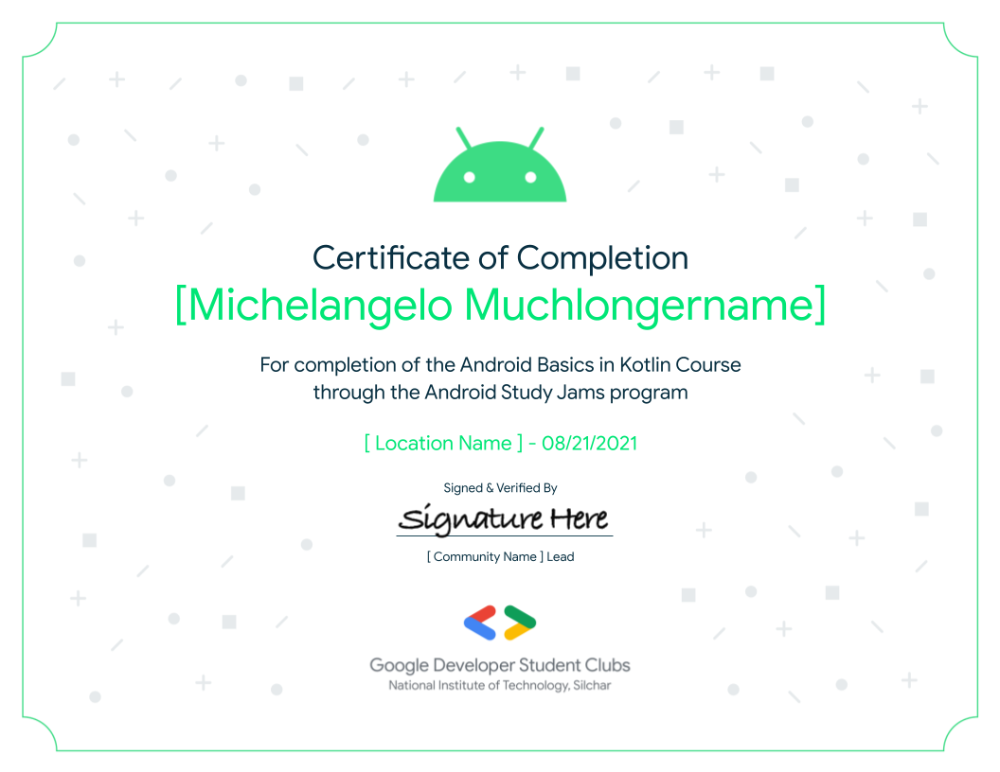 Certificate of Completion
[Michelangelo Muchlongername]
For completion of the Android Basics in Kotlin Course
through the Android Study Jams program
[ Location Name ] - 08/21/2021
Signed & Verified By
Signature Here
[ Community Name ] Lead
Google Developer Student Clubs
National Institute of Technology, Silchar